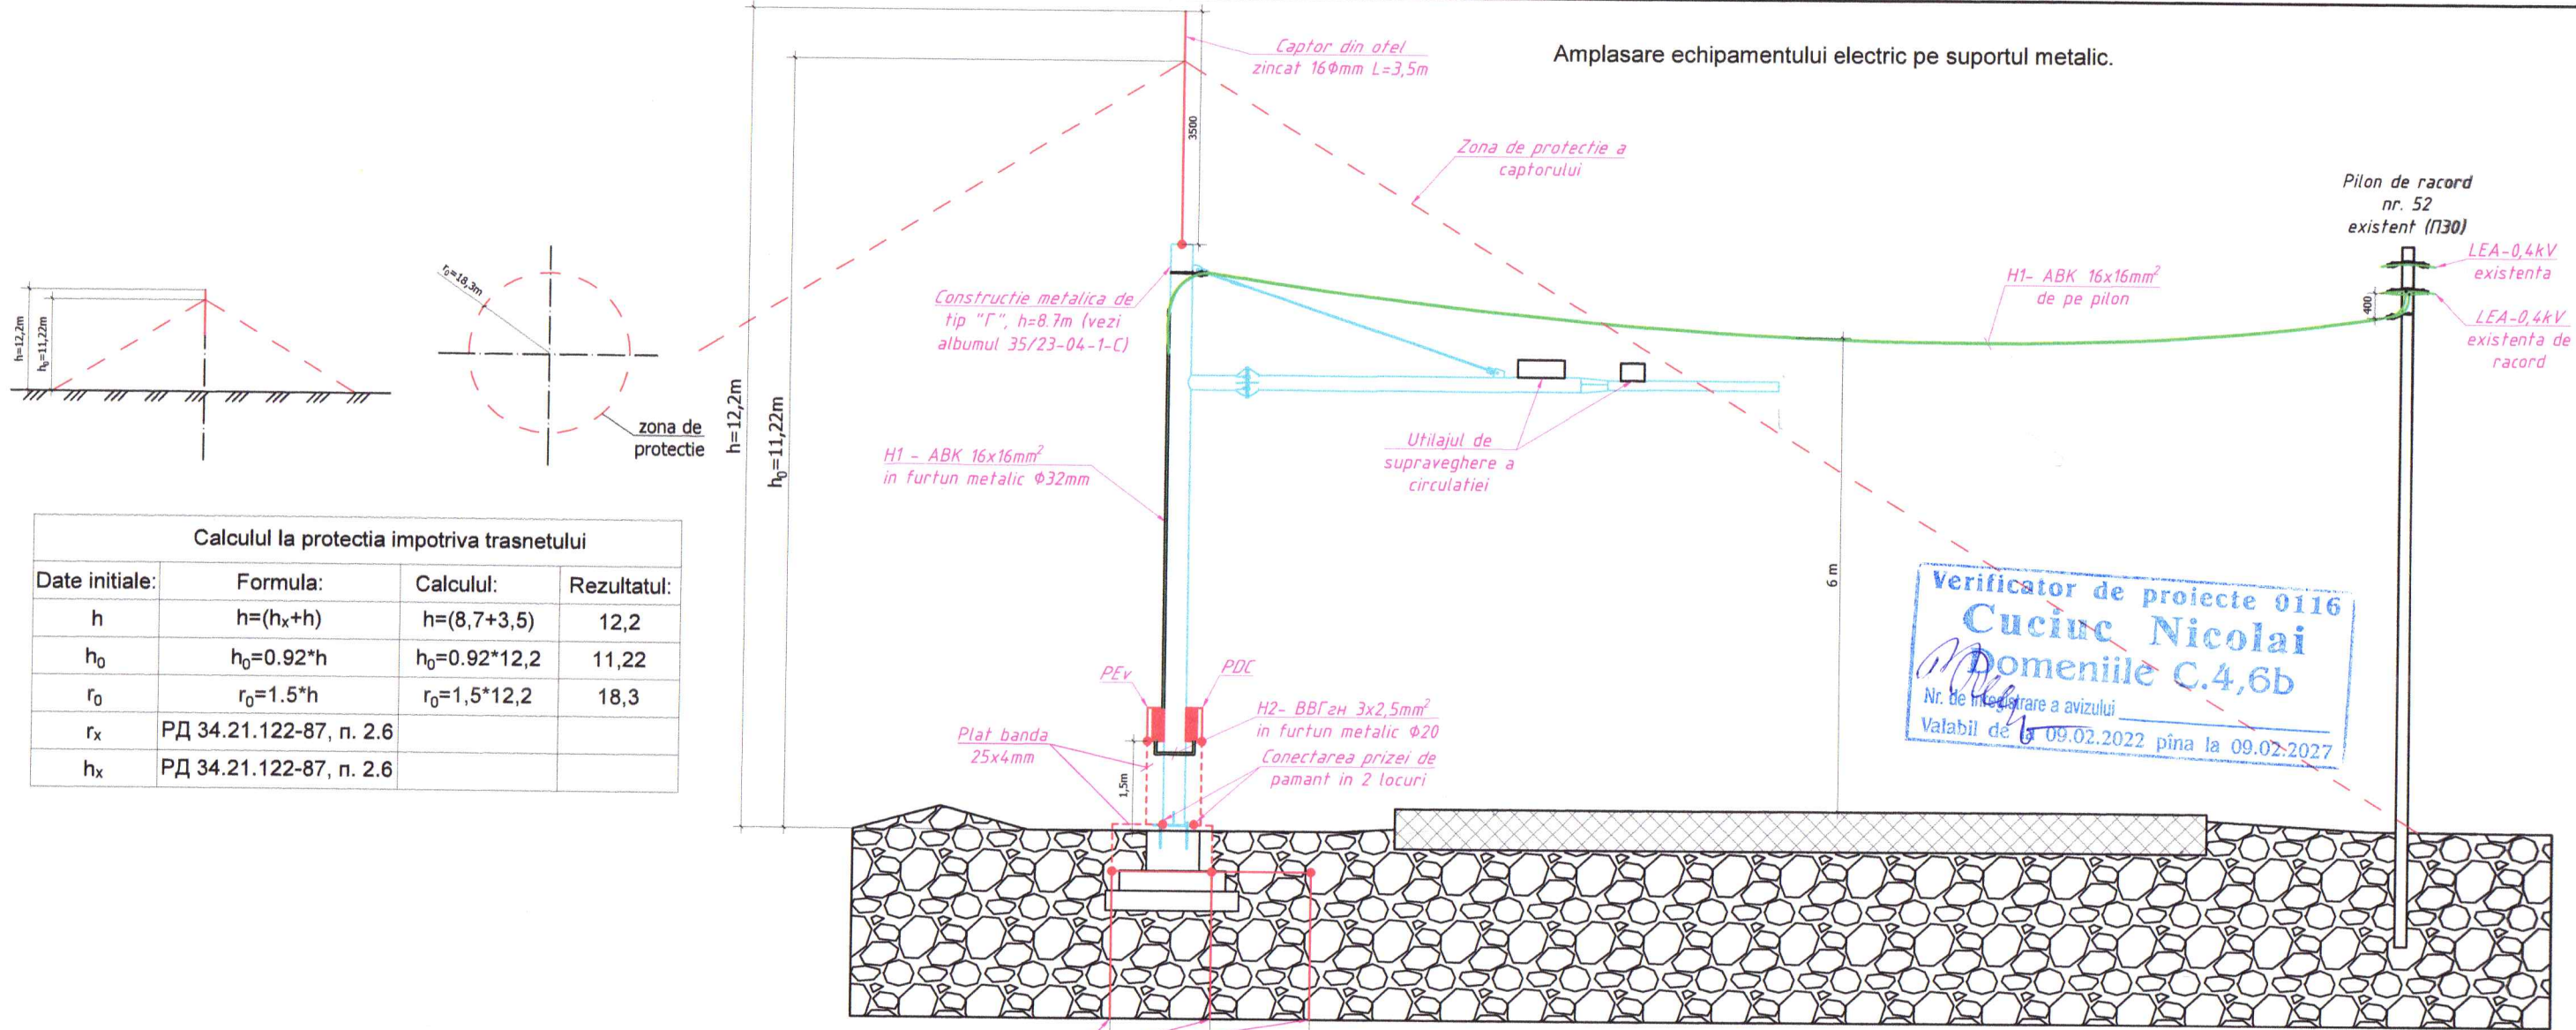 Amplasare echipamentului electric pe suportul metalic.
Captor din otel
zincat 16Φmm L=3,5m
3500
Zona de protectie a
captorului
Pilon de racord
nr. 52
existent (П30)
LEA-0,4kV
existenta
400
LEA-0,4kV
existenta de
racord
H1- ABK 16x16mm²
de pe pilon
Constructie metalica de
tip "Г", h=8.7m (vezi
albumul 35/23-04-1-C)
Utilajul de
supraveghere a
circulatiei
H1 - ABK 16x16mm²
in furtun metalic Φ32mm
h=12,2m
h₀=11,22m
h=12,2m
h₀=11,22m
r₀=18,3m
zona de
protectie
6 m
Calculul la protectia impotriva trasnetului
Date initiale: Formula: Calculul: Rezultatul:
h h=(hₓ+h) h=(8,7+3,5) 12,2
h₀ h₀=0.92*h h₀=0.92*12,2 11,22
r₀ r₀=1.5*h r₀=1,5*12,2 18,3
rₓ РД 34.21.122-87, п. 2.6
hₓ РД 34.21.122-87, п. 2.6
PEv
PDC
H2- ВВГгн 3x2,5mm²
in furtun metalic Φ20
Plat banda
25x4mm
1,5m
Conectarea prizei de
pamant in 2 locuri
Verificator de proiecte 0116
Cuciuc Nicolai
Domeniile C.4,6b
Nr. de inregistrare a avizului
Valabil de la 09.02.2022 pîna la 09.02.2027